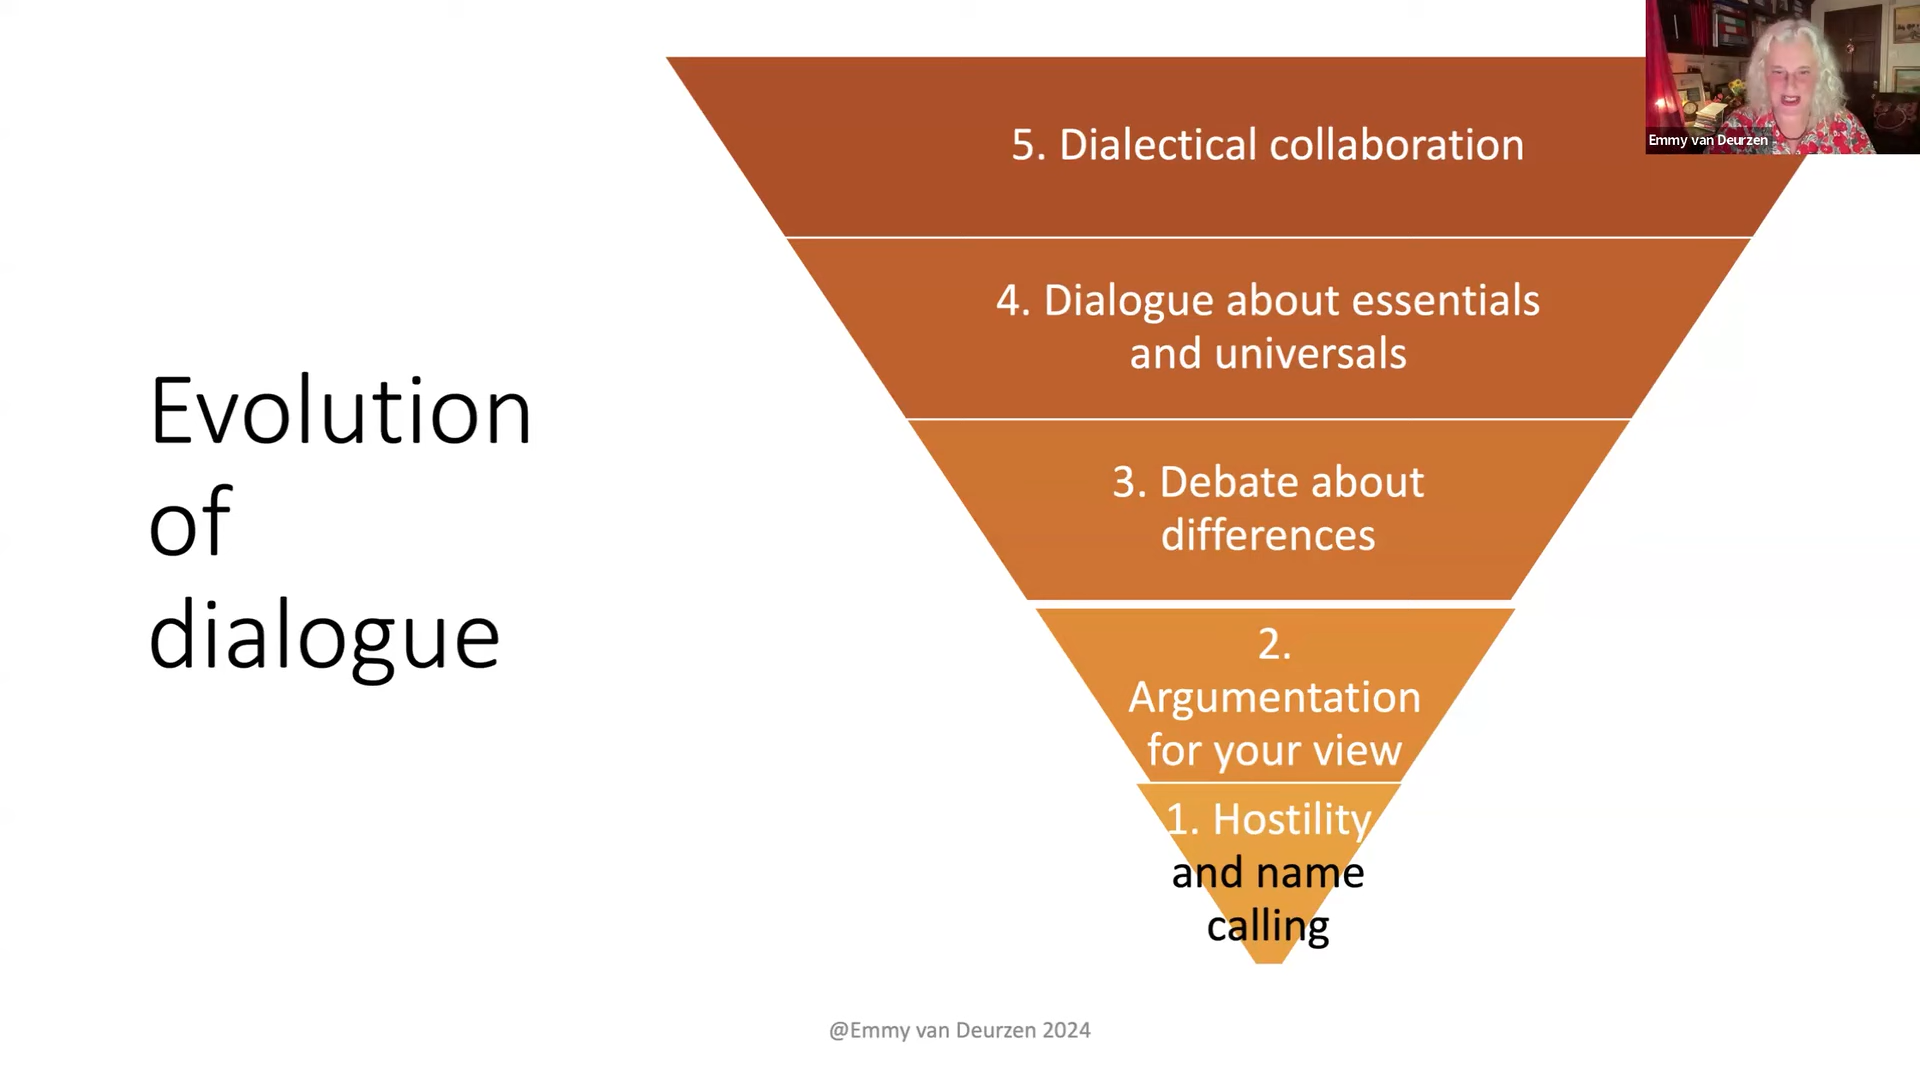 Evolution
of
dialogue
5. Dialectical collaboration
4. Dialogue about essentials
and universals
3. Debate about
differences
2.
Argumentation
for your view
1. Hostility
and name
calling
@Emmy van Deurzen 2024
Emmy van Deurzen